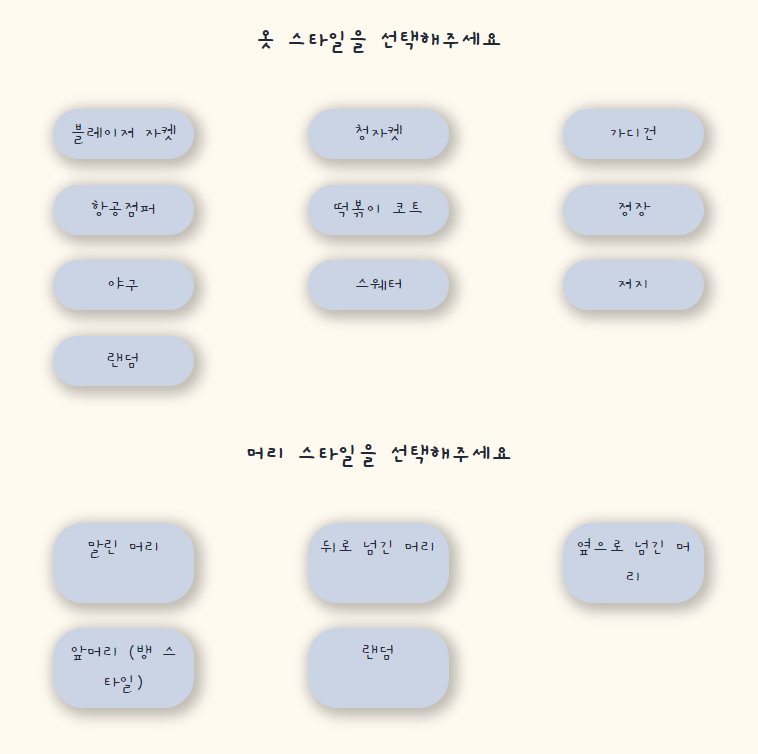 옷 스타일을 선택해주세요
블레이저 자켓 청자켓 가디건
항공점퍼 떡볶이 코트 정장
야구 스웨터 저지
랜덤
머리 스타일을 선택해주세요
말린 머리 뒤로 넘긴 머리 옆으로 넘긴 머
리
앞머리 (뱅 스 랜덤
타일)